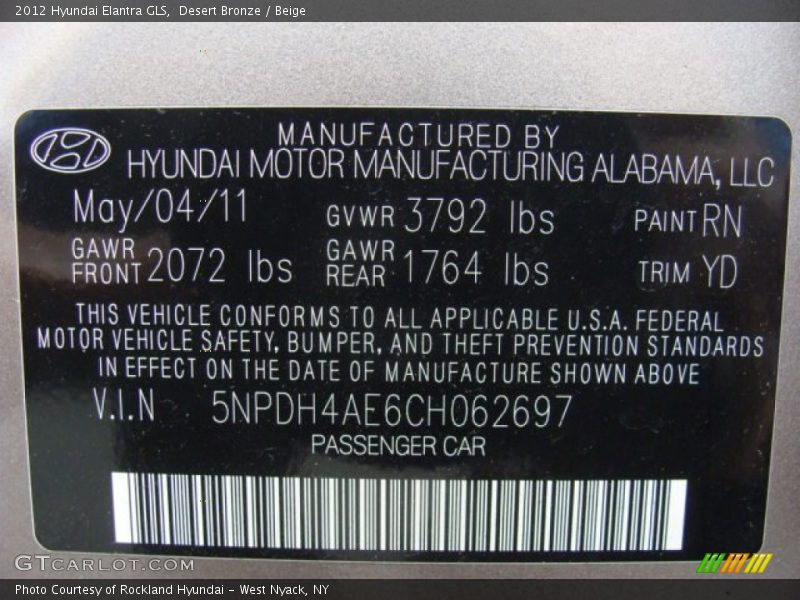 2012 Hyundai Elantra GLS, Desert Bronze / Beige
MANUFACTURED BY
HYUNDAI MOTOR MANUFACTURING ALABAMA, LLC
May/04/11 GVWR 3792 lbs PAINT RN
GAWR FRONT 2072 lbs GAWR REAR 1764 lbs TRIM YD
THIS VEHICLE CONFORMS TO ALL APPLICABLE U.S.A. FEDERAL
MOTOR VEHICLE SAFETY, BUMPER, AND THEFT PREVENTION STANDARDS
IN EFFECT ON THE DATE OF MANUFACTURE SHOWN ABOVE
V.I.N 5NPDH4AE6CH062697
PASSENGER CAR
GTCARLOT.COM
Photo Courtesy of Rockland Hyundai - West Nyack, NY